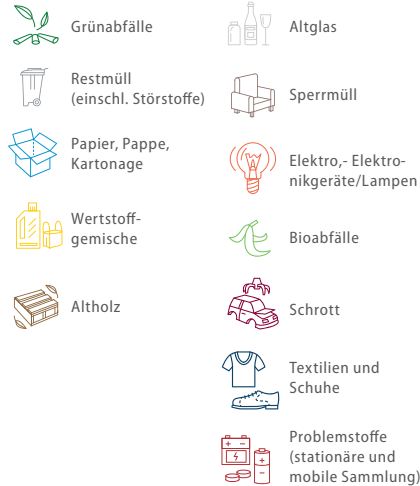 Grünabfälle
Restmüll
(einschl. Störstoffe)
Papier, Pappe,
Kartonage
Wertstoff-
gemische
Altholz
Altglas
Sperrmüll
Elektro,- Elektro-
nikgeräte/Lampen
Bioabfälle
Schrott
Textilien und
Schuhe
Problemstoffe
(stationäre und
mobile Sammlung)